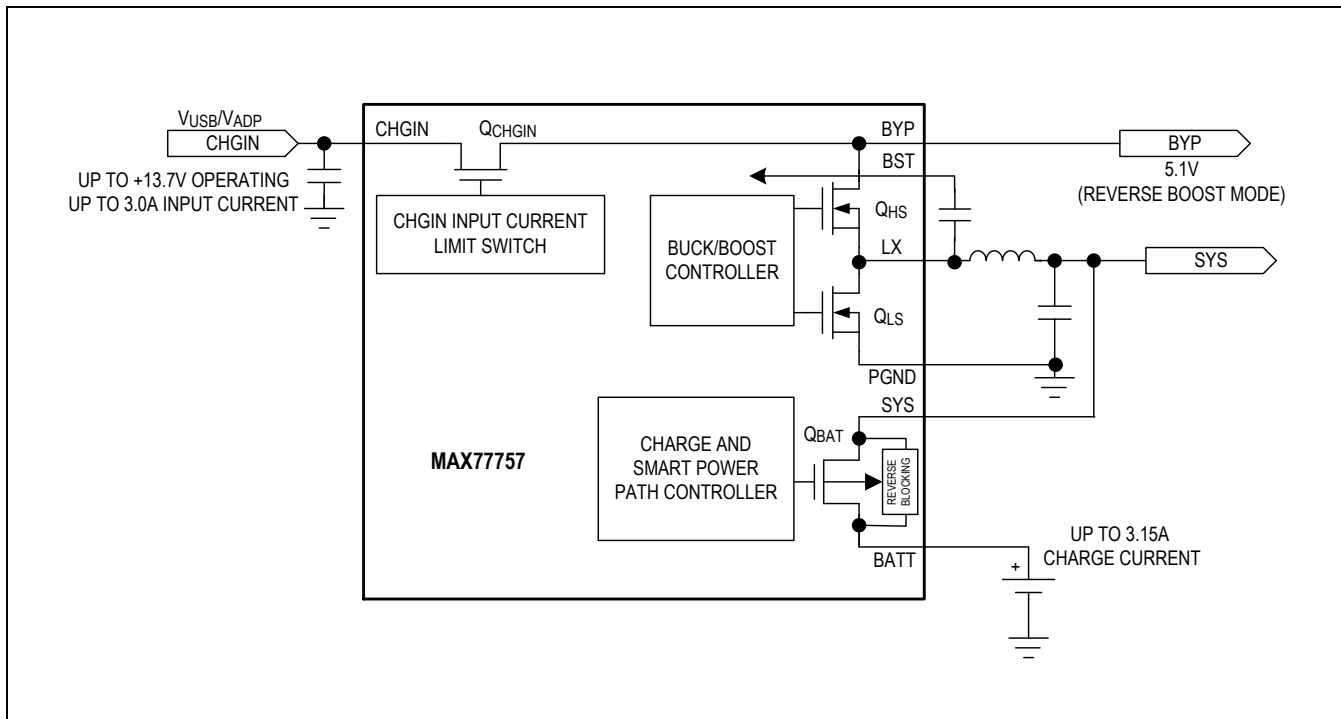 VUSB/VADP
CHGIN
UP TO +13.7V OPERATING
UP TO 3.0A INPUT CURRENT
CHGIN
QCHGIN
CHGIN INPUT CURRENT
LIMIT SWITCH
BYP
BST
BYP
5.1V
(REVERSE BOOST MODE)
BUCK/BOOST
CONTROLLER
QHS
LX
SYS
QLS
PGND
SYS
MAX77757
CHARGE AND
SMART POWER
PATH CONTROLLER
QBAT
REVERSE
BLOCKING
BATT
UP TO 3.15A
CHARGE CURRENT
+